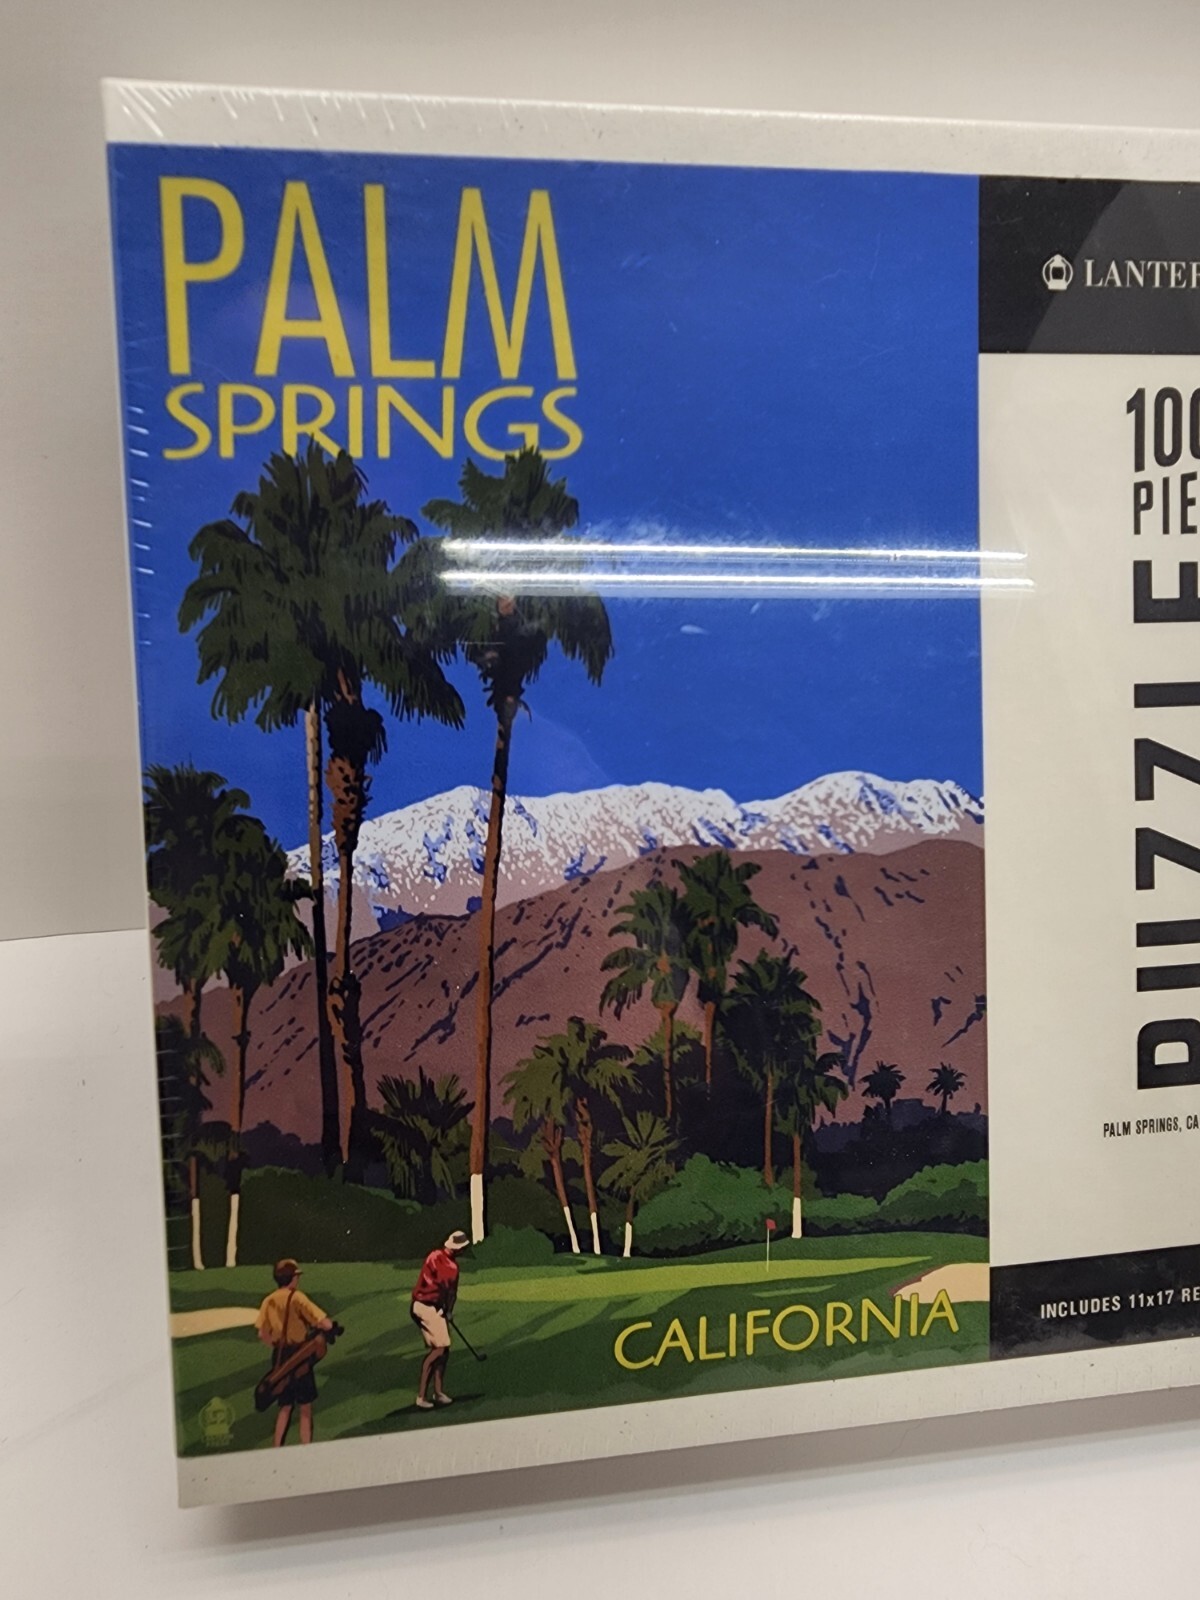 PALM
SPRINGS
CALIFORNIA
LANTER
100
PIE
PUZZLE
PALM SPRINGS, CA
INCLUDES 11x17 RE